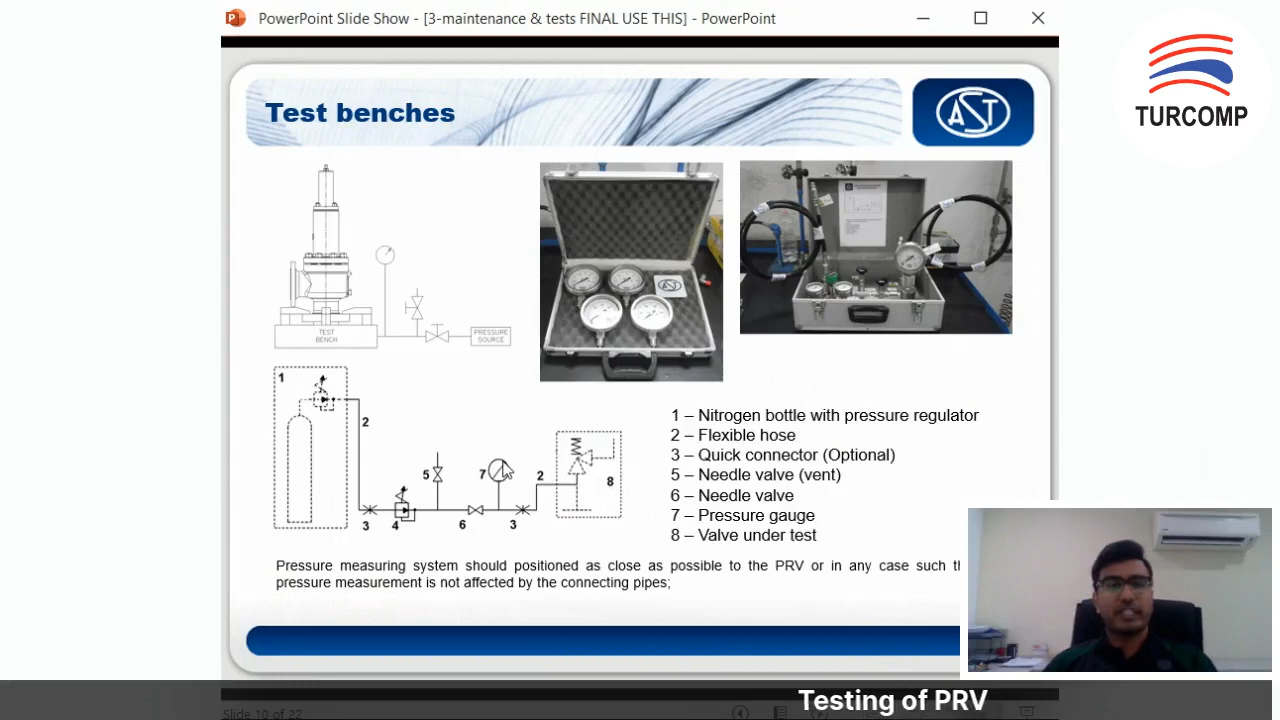 PowerPoint Slide Show - [3-maintenance & tests FINAL USE THIS] - PowerPoint
TURCOMP
Test benches
AST
TEST
BENCH
PRESSURE
SOURCE
1
2
3
4
5
6
7
3
2
8
1 – Nitrogen bottle with pressure regulator
2 – Flexible hose
3 – Quick connector (Optional)
5 – Needle valve (vent)
6 – Needle valve
7 – Pressure gauge
8 – Valve under test
Pressure measuring system should positioned as close as possible to the PRV or in any case such
pressure measurement is not affected by the connecting pipes;
Testing of PRV
Slide 10 of 22